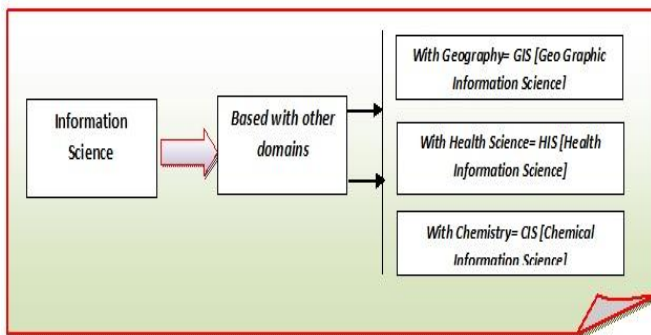 Information
Science
Based with other
domains
With Geography= GIS [Geo Graphic
Information Science]
With Health Science= HIS [Health
Information Science]
With Chemistry= CIS [Chemical
Information Science]